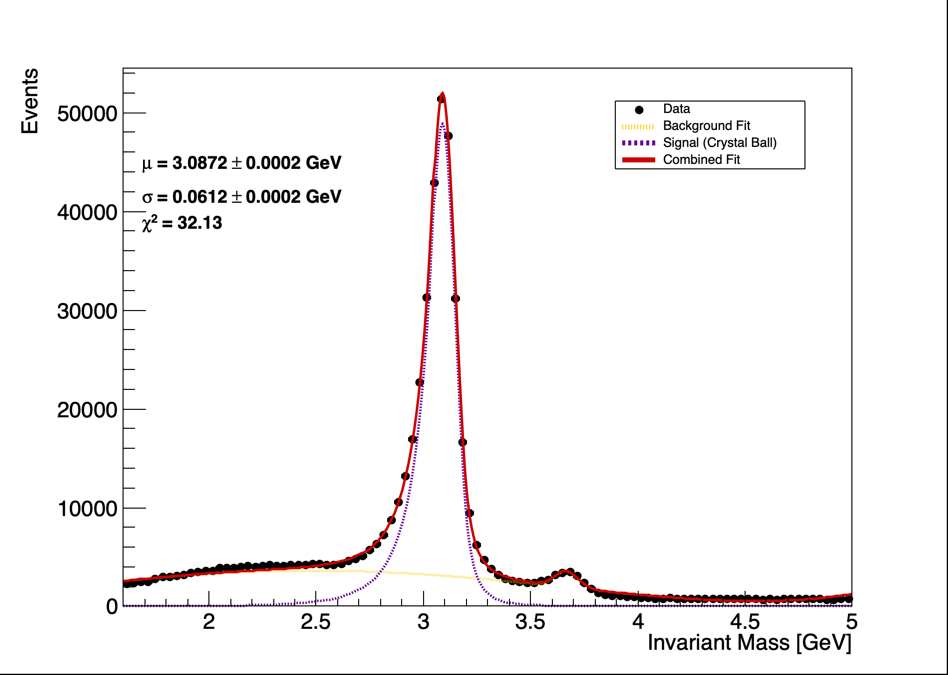 Events
50000
40000
30000
20000
10000
0
μ = 3.0872 ± 0.0002 GeV
σ = 0.0612 ± 0.0002 GeV
χ² = 32.13
Data
Background Fit
Signal (Crystal Ball)
Combined Fit
2 2.5 3 3.5 4 4.5 5
Invariant Mass [GeV]